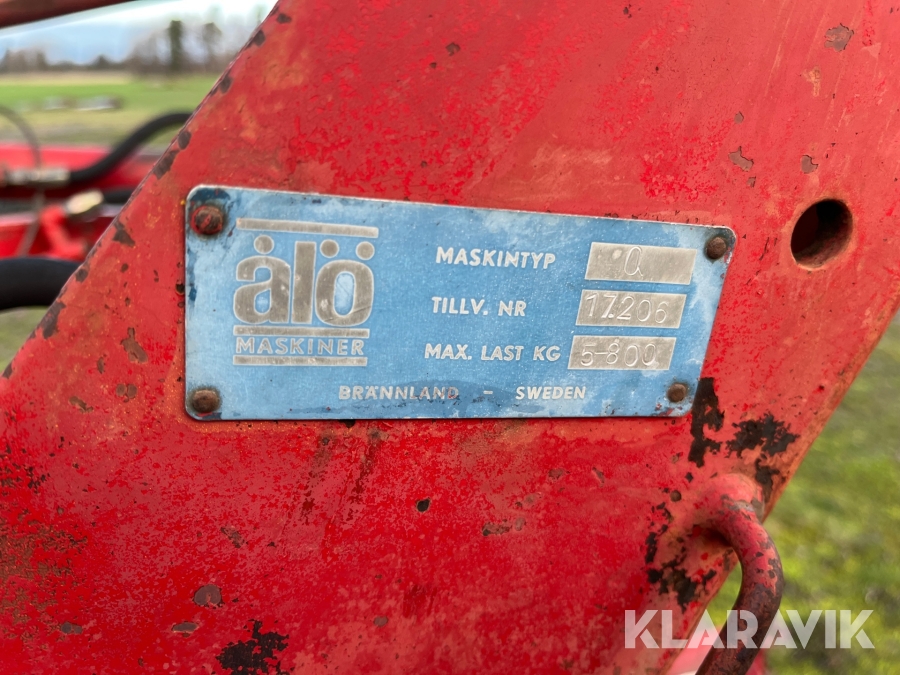 ålö
MASKINER
MASKINTYP Q
TILLV. NR 17206
MAX. LAST KG 5-800
BRÄNNLAND - SWEDEN
KLARAVIK